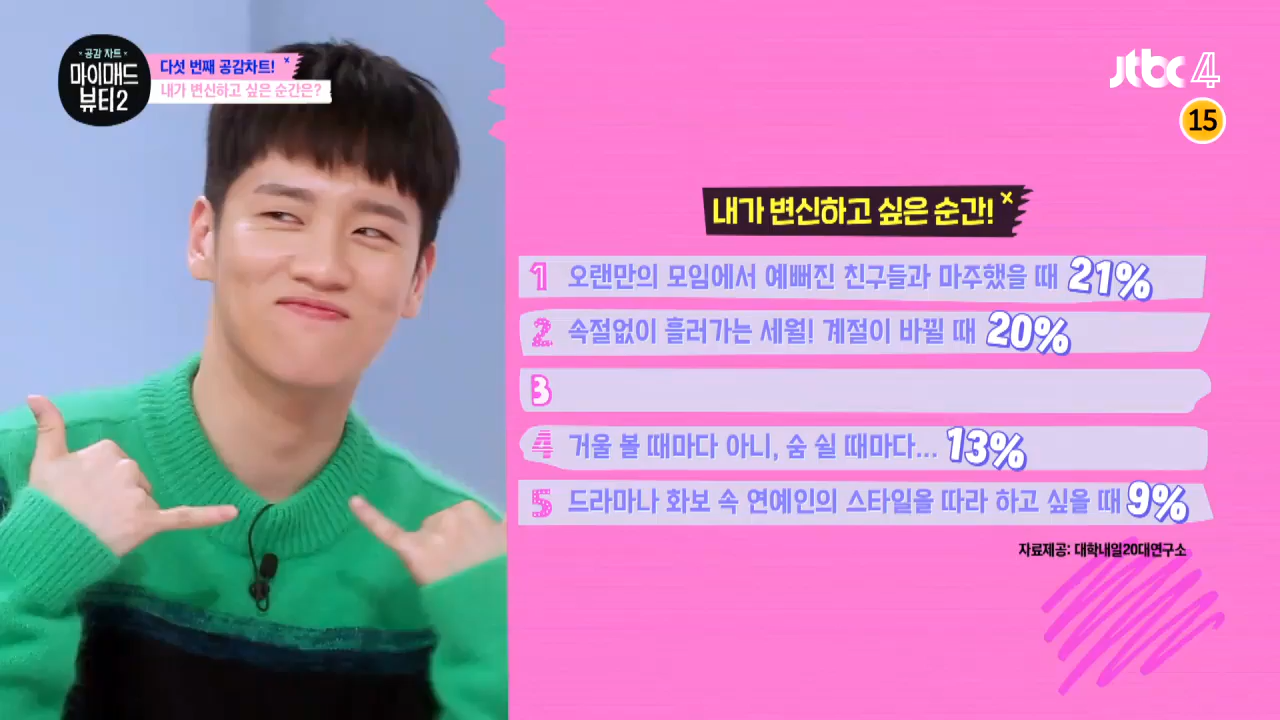 공감 차트
마이매드
뷰티2
다섯 번째 공감차트!
내가 변신하고 싶은 순간은?
jtbc 4
15
내가 변신하고 싶은 순간!
1 오랜만의 모임에서 예뻐진 친구들과 마주했을 때 21%
2 속절없이 흘러가는 세월! 계절이 바뀔 때 20%
3
4 거울 볼 때마다 아니, 숨 쉴 때마다... 13%
5 드라마나 화보 속 연예인의 스타일을 따라 하고 싶을 때 9%
자료제공: 대학내일20대연구소